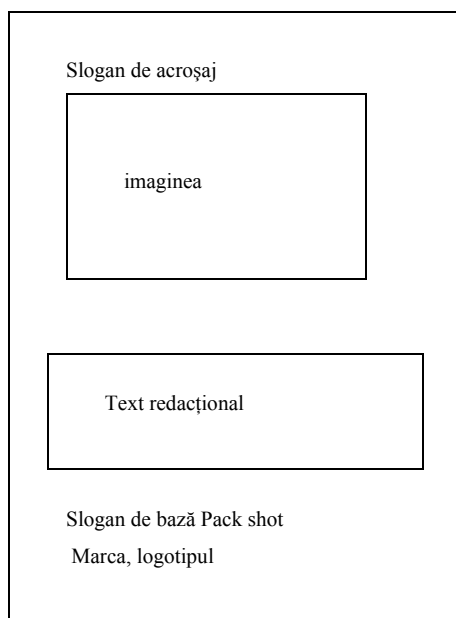 Slogan de acroşaj
imaginea
Text redacțional
Slogan de bază Pack shot
Marca, logotipul